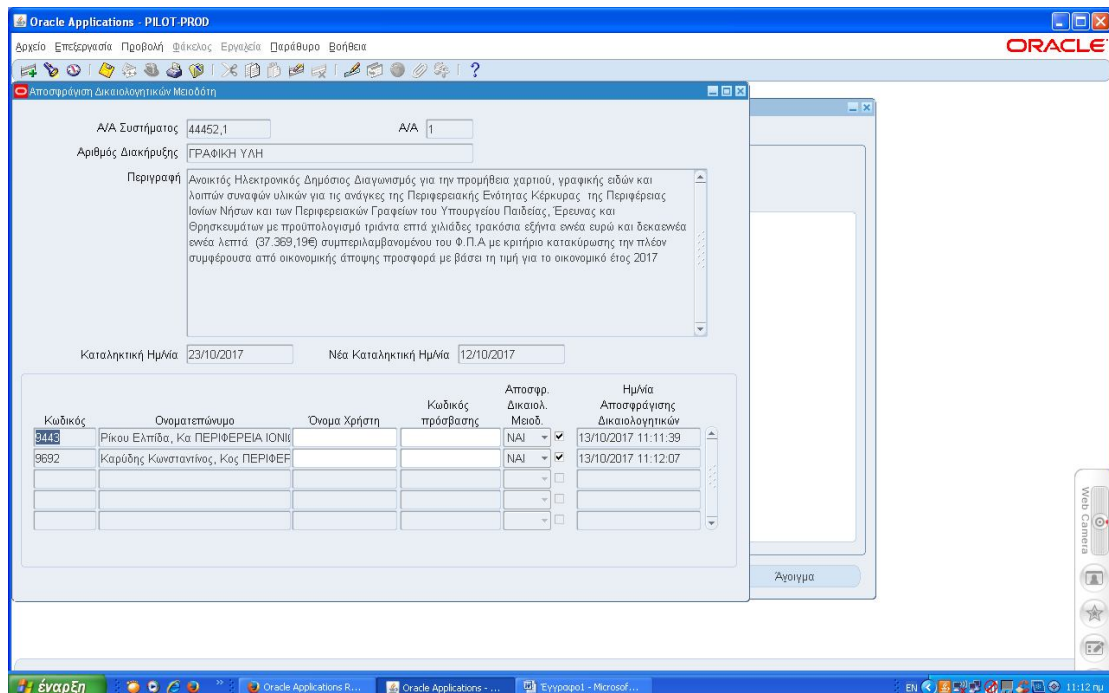 Oracle Applications - PILOT-PROD
Αρχείο Επεξεργασία Προβολή Φάκελος Εργαλεία Παράθυρο Βοήθεια
ORACLE
Αποσφράγιση Δικαιολογητικών Μειοδότη
Α/Α Συστήματος 44452,1 Α/Α 1
Αριθμός Διακήρυξης ΓΡΑΦΙΚΗ ΥΛΗ
Περιγραφή Ανοικτός Ηλεκτρονικός Δημόσιος Διαγωνισμός για την προμήθεια χαρτιού, γραφικής ειδών και
λοιπών συναφών υλικών για τις ανάγκες της Περιφερειακής Ενότητας Κέρκυρας της Περιφέρειας
Ιονίων Νήσων και των Περιφερειακών Γραφείων του Υπουργείου Παιδείας, Έρευνας και
Θρησκευμάτων με προϋπολογισμό τριάντα επτά χιλιάδες τρακόσια εξήντα εννέα ευρώ και δεκαεννέα
εννέα λεπτά (37.369,19€) συμπεριλαμβανομένου του Φ.Π.Α με κριτήριο κατακύρωσης την πλέον
συμφέρουσα από οικονομικής άποψης προσφορά με βάσει τη τιμή για το οικονομικό έτος 2017
Καταληκτική Ημ/νία 23/10/2017 Νέα Καταληκτική Ημ/νία 12/10/2017
Κωδικός Ονοματεπώνυμο Όνομα Χρήστη Κωδικός πρόσβασης Αποσφρ. Δικαιολ. Μειοδ. Ημ/νία Αποσφράγισης Δικαιολογητικών
9443 Ρίκου Ελπίδα, Κα ΠΕΡΙΦΕΡΕΙΑ ΙΟΝΙΩ ΝΑΙ 13/10/2017 11:11:39
9692 Καρύδης Κωνσταντίνος, Κος ΠΕΡΙΦΕΡ ΝΑΙ 13/10/2017 11:12:07
Άνοιγμα
Web Camera
έναρξη Oracle Applications R... Oracle Applications - ... Έγγραφο1 - Microsof... EN 11:12 πμ